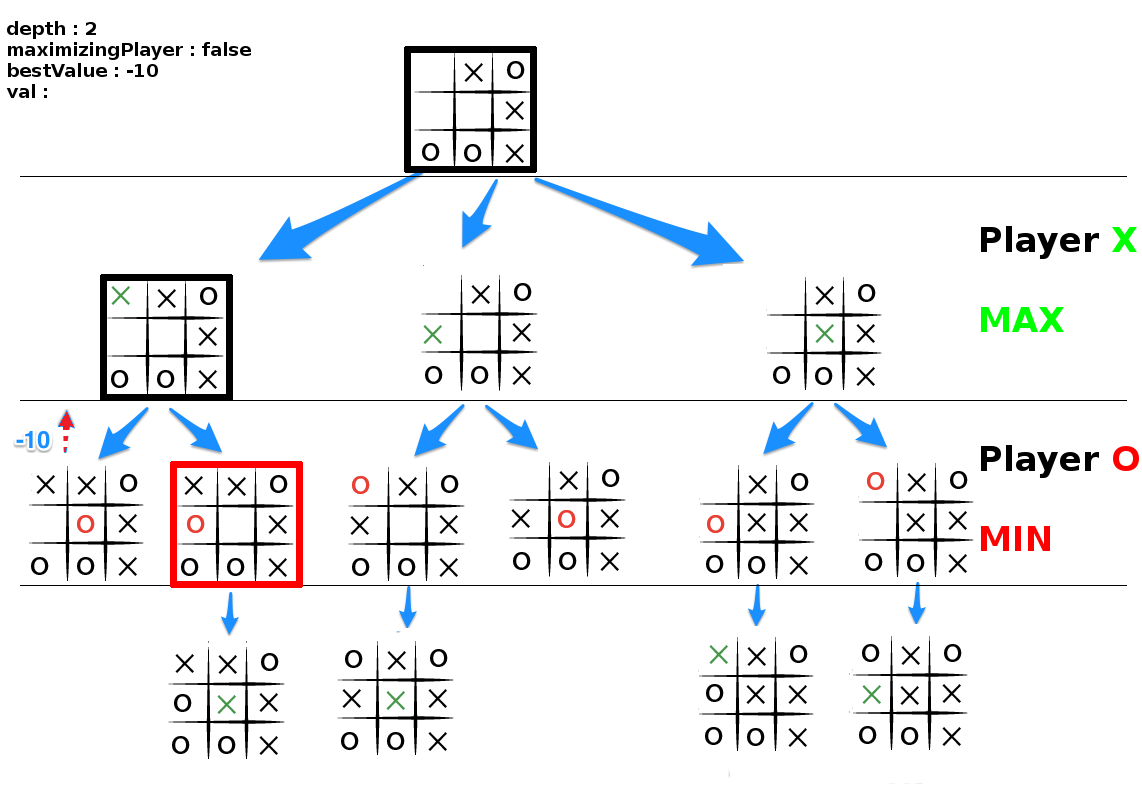 depth : 2
maximizingPlayer : false
bestValue : -10
val :
X O
X
O O X
Player X
MAX
X X O
X
O O X
X O
X X
O O X
X O
X X
O O X
-10
Player O
MIN
X X O
O X
O O X
X X O
O X
O O X
O X O
X X
O O X
X O
X O X
O O X
X O
O X X
O O X
O X O
X X
O O X
X X O
O X X
O O X
O X O
X X X
O O X
X X O
O X X
O O X
O X O
X X X
O O X